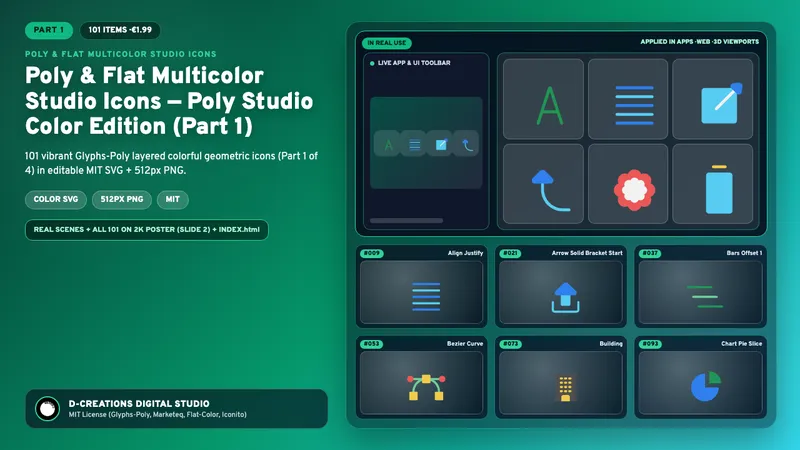 PART 1
101 ITEMS · €1.99
POLY & FLAT MULTICOLOR STUDIO ICONS
Poly & Flat Multicolor
Studio Icons — Poly Studio
Color Edition (Part 1)
101 vibrant Glyphs-Poly layered colorful geometric icons (Part 1 of
4) in editable MIT SVG + 512px PNG.
COLOR SVG
512PX PNG
MIT
REAL SCENES + ALL 101 ON 2K POSTER (SLIDE 2) + INDEX.html
D-CREATIONS DIGITAL STUDIO
MIT License (Glyphs-Poly, Marketeq, Flat-Color, Iconito)
IN REAL USE
APPLIED IN APPS · WEB · 3D VIEWPORTS
LIVE APP & UI TOOLBAR
#009
Align Justify
#021
Arrow Solid Bracket Start
#037
Bars Offset 1
#053
Bezier Curve
#073
Building
#093
Chart Pie Slice